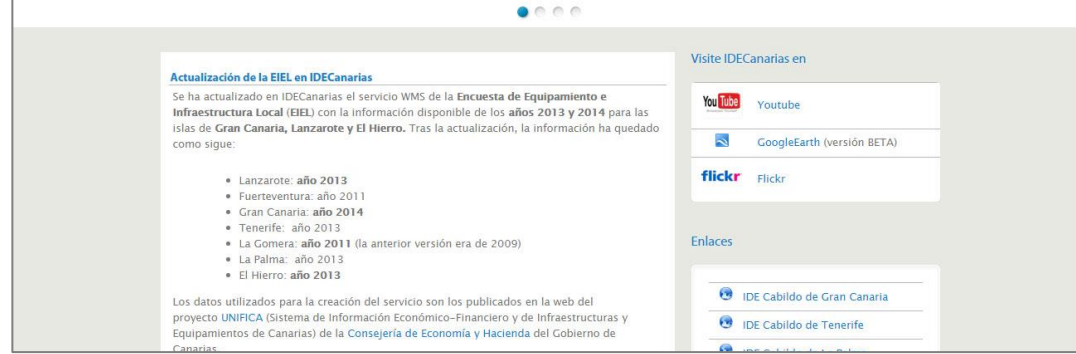 Actualización de la EIEL en IDECanarias
Se ha actualizado en IDECanarias el servicio WMS de la Encuesta de Equipamiento e
Infraestructura Local (EIEL) con la información disponible de los años 2013 y 2014 para las
islas de Gran Canaria, Lanzarote y El Hierro. Tras la actualización, la información ha quedado
como sigue:
Lanzarote: año 2013
Fuerteventura: año 2011
Gran Canaria: año 2014
Tenerife: año 2013
La Gomera: año 2011 (la anterior versión era de 2009)
La Palma: año 2013
El Hierro: año 2013
Los datos utilizados para la creación del servicio son los publicados en la web del
proyecto UNIFICA (Sistema de Información Económico-Financiero y de Infraestructuras y
Equipamientos de Canarias) de la Consejería de Economía y Hacienda del Gobierno de
Canarias.
Visite IDECanarias en
YouTube Youtube
GoogleEarth (versión BETA)
flickr Flickr
Enlaces
IDE Cabildo de Gran Canaria
IDE Cabildo de Tenerife
IDE Cabildo de La Palma